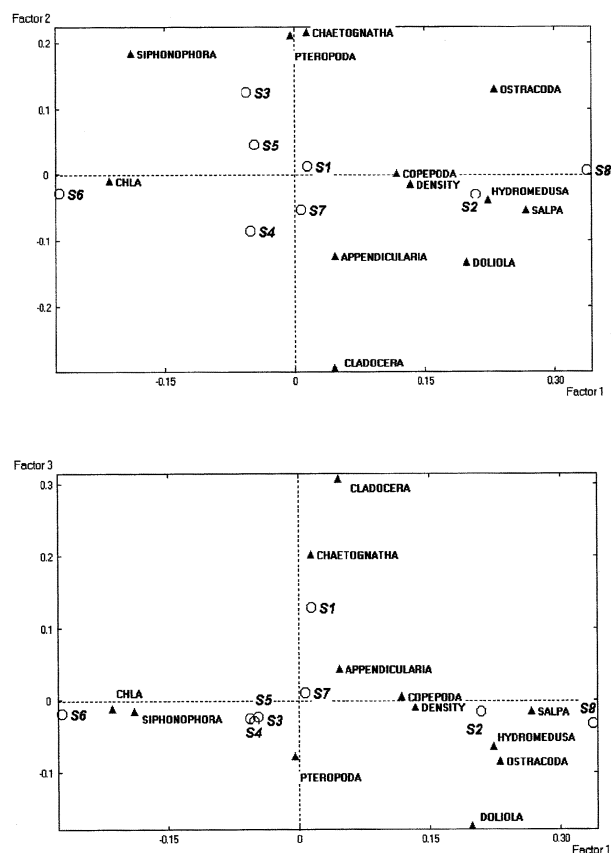 Factor 2
0.2
CHAETOGNATHA
SIPHONOPHORA
PTEROPODA
S3
OSTRACODA
0.1
S5
S1
COPEPODA
S8
0
CHLA
DENSITY
S6
HYDROMEDUSA
S2
SALPA
S7
S4
-0.1
APPENDICULARIA
DOLIOLA
-0.2
CLADOCERA
-0.15
0
0.15
0.30
Factor 1
Factor 3
0.3
CLADOCERA
0.2
CHAETOGNATHA
S1
0.1
APPENDICULARIA
S7
CHLA
S5
COPEPODA
0
S6
SIPHONOPHORA
S3
DENSITY
SALPA
S8
S4
S2
HYDROMEDUSA
OSTRACODA
PTEROPODA
-0.1
DOLIOLA
-0.15
0
0.15
0.30
Factor 1